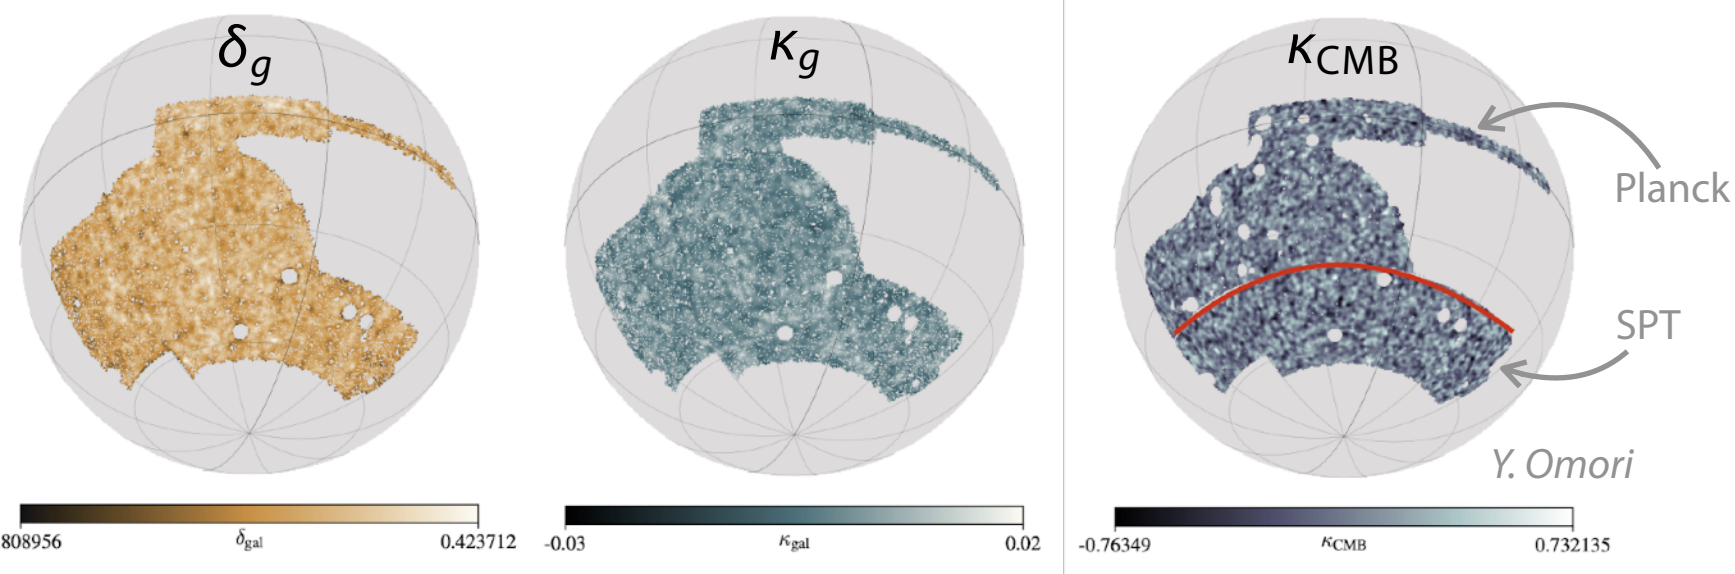 δg
κg
κCMB
Planck
SPT
Y. Omori
808956 δgal 0.423712
-0.03 κgal 0.02
-0.76349 κCMB 0.732135